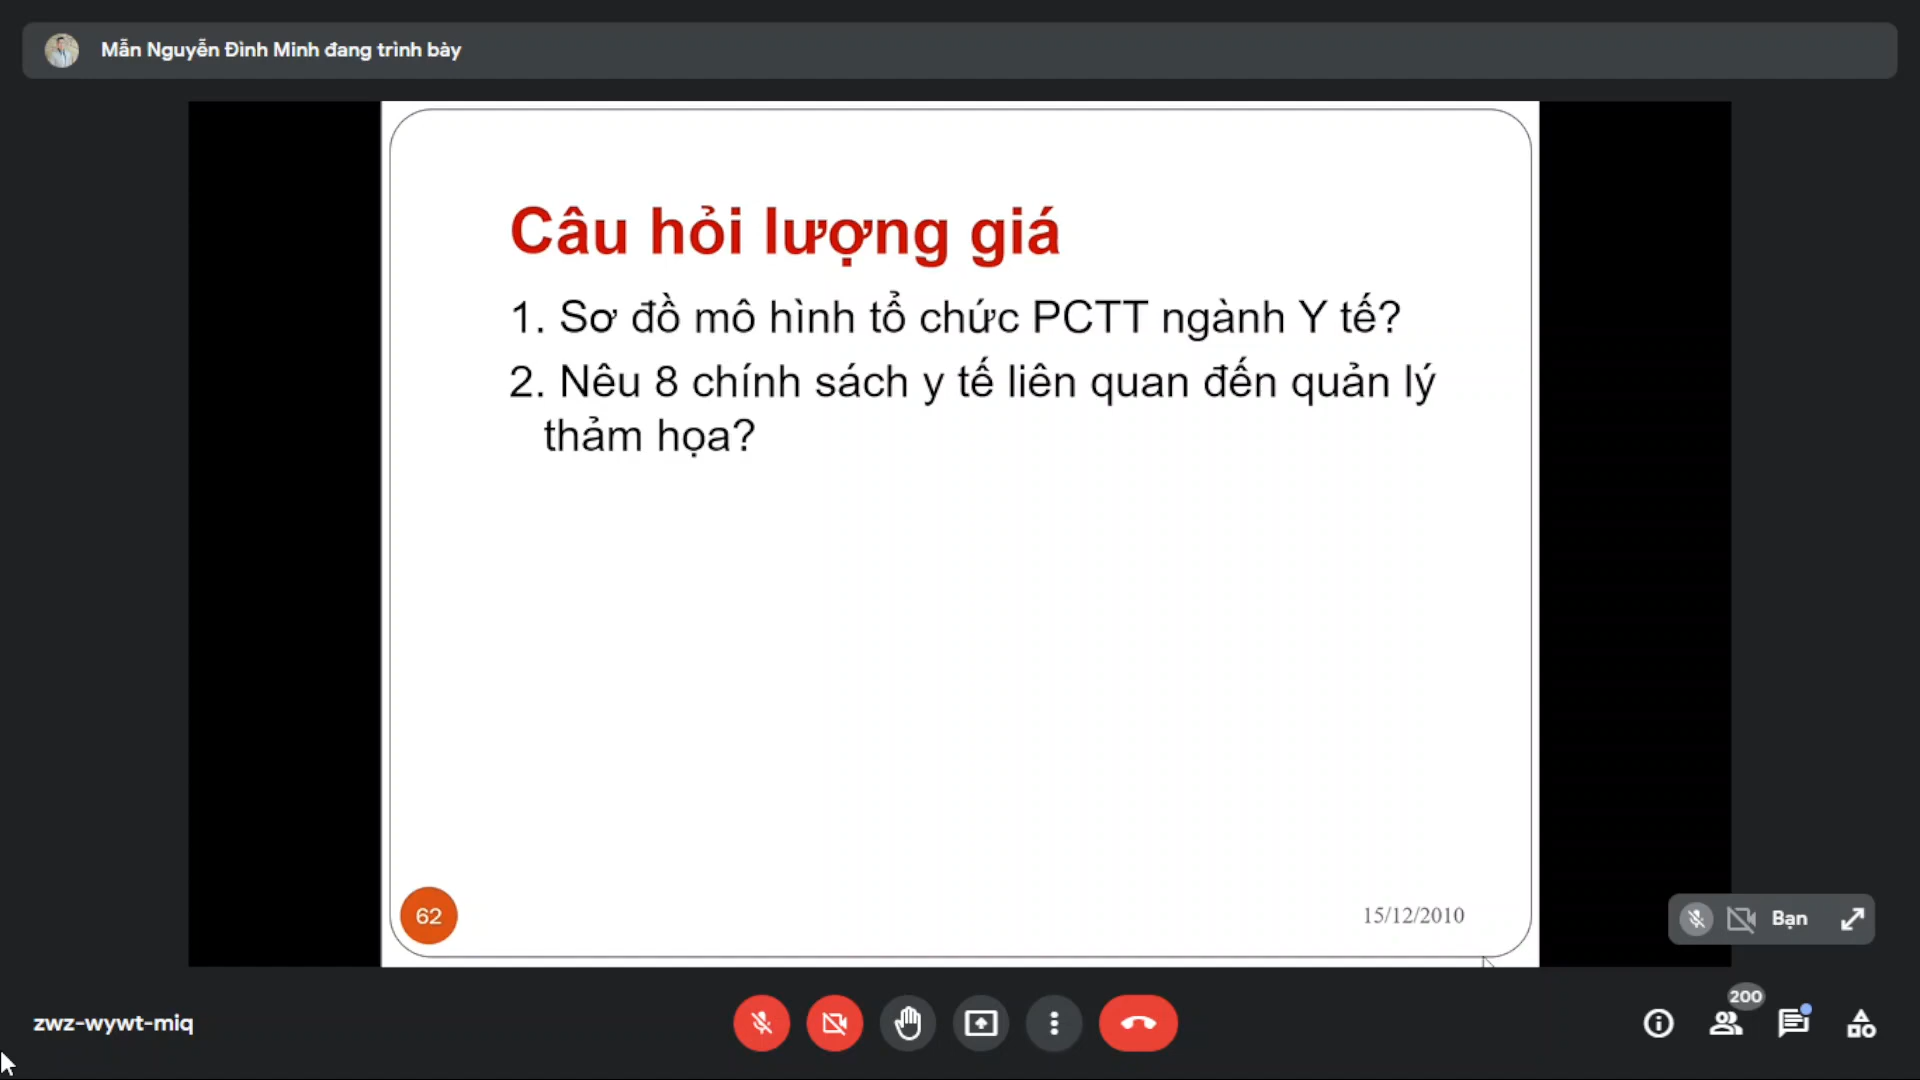 Mẫn Nguyễn Đình Minh đang trình bày
Câu hỏi lượng giá
1. Sơ đồ mô hình tổ chức PCTT ngành Y tế?
2. Nêu 8 chính sách y tế liên quan đến quản lý
thảm họa?
62
15/12/2010
Bạn
zwz-wywt-miq
200